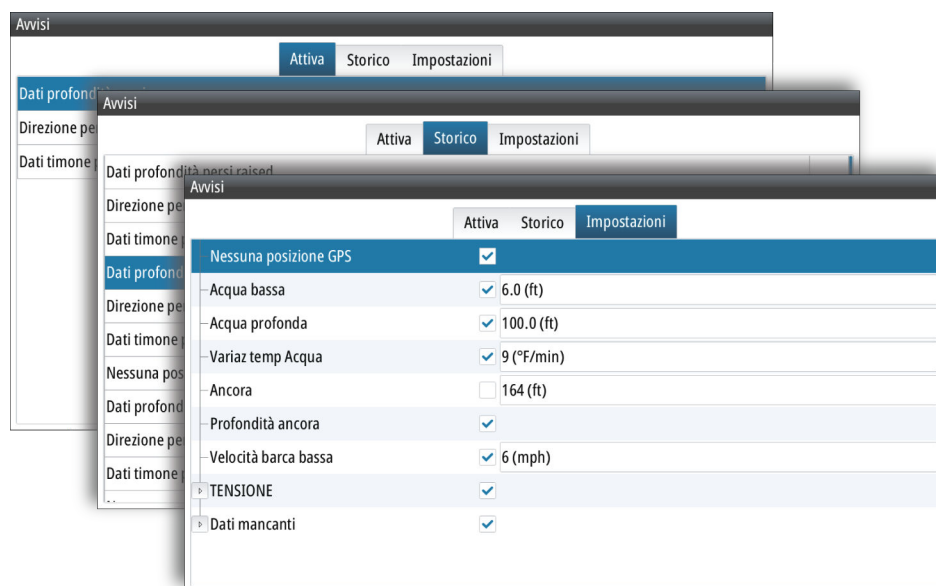 Avvisi
Attiva Storico Impostazioni
Dati profond
Direzione pe
Dati timone
Avvisi
Attiva Storico Impostazioni
Dati profondità persi raised
Direzione pe
Dati timone
Dati profond
Direzione pe
Dati timone
Nessuna pos
Dati profond
Direzione pe
Dati timone
Avvisi
Attiva Storico Impostazioni
Nessuna posizione GPS
Acqua bassa 6.0 (ft)
Acqua profonda 100.0 (ft)
Variaz temp Acqua 9 (°F/min)
Ancora 164 (ft)
Profondità ancora
Velocità barca bassa 6 (mph)
TENSIONE
Dati mancanti